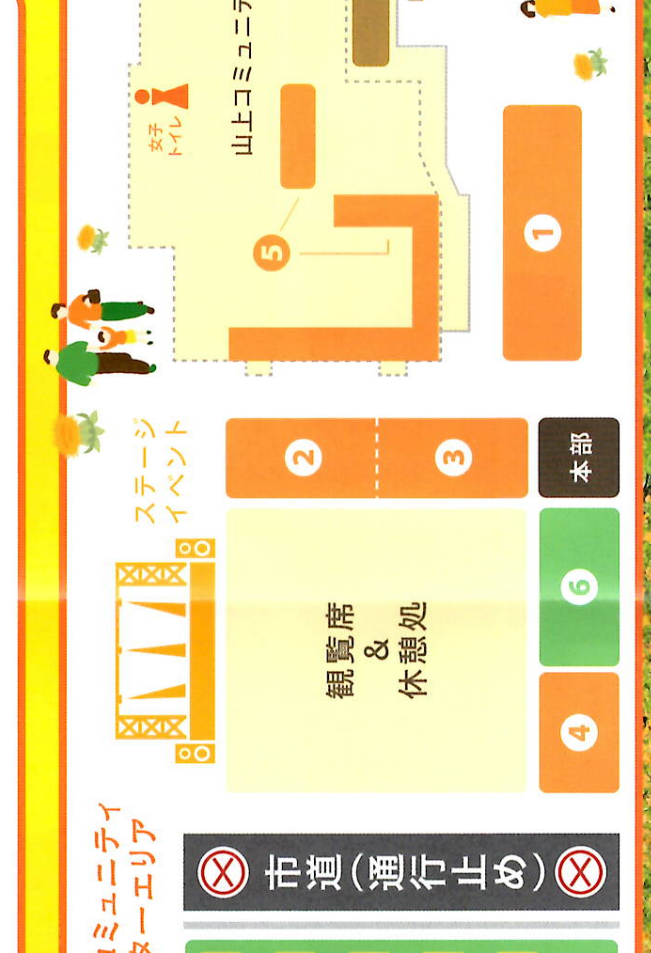 ミュニティ
ーエリア
市道(通行止め)
ステージ
イベント
観覧席
&
休憩処
2
3
4
6
本部
女子
トイレ
山上コミュニテ
5
1